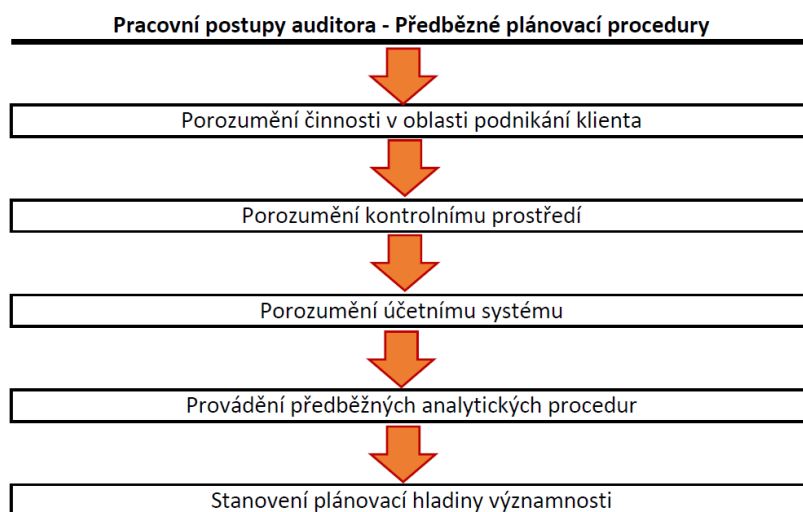 Pracovní postupy auditora - Předbězné plánovací procedury
Porozumění činnosti v oblasti podnikání klienta
Porozumění kontrolnímu prostředí
Porozumění účetnímu systému
Provádění předběžných analytických procedur
Stanovení plánovací hladiny významnosti